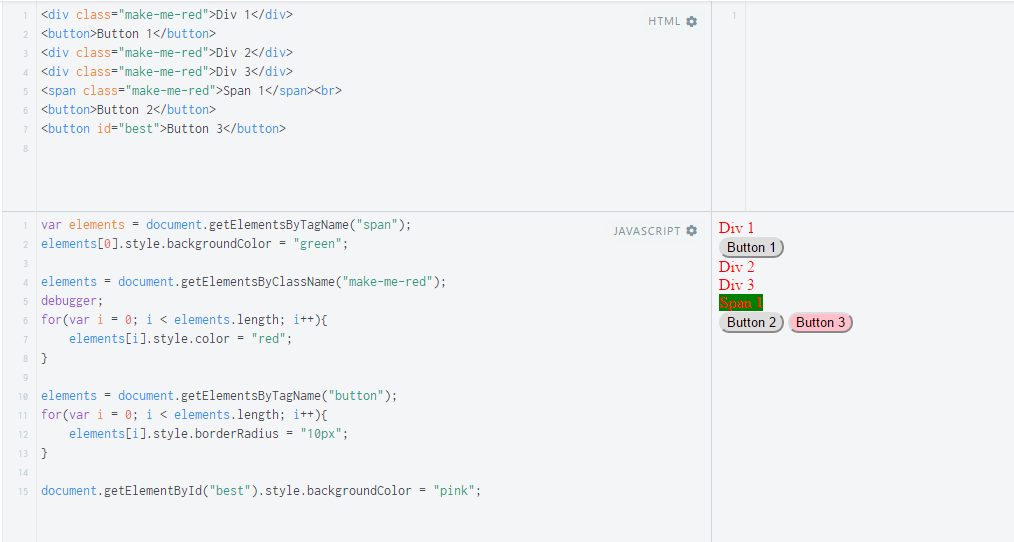 HTML
1 <div class="make-me-red">Div 1</div>
2 <button>Button 1</button>
3 <div class="make-me-red">Div 2</div>
4 <div class="make-me-red">Div 3</div>
5 <span class="make-me-red">Span 1</span><br>
6 <button>Button 2</button>
7 <button id="best">Button 3</button>
8
1
JAVASCRIPT
1 var elements = document.getElementsByTagName("span");
2 elements[0].style.backgroundColor = "green";
3
4 elements = document.getElementsByClassName("make-me-red");
5 debugger;
6 for(var i = 0; i < elements.length; i++){
7     elements[i].style.color = "red";
8 }
9
10 elements = document.getElementsByTagName("button");
11 for(var i = 0; i < elements.length; i++){
12     elements[i].style.borderRadius = "10px";
13 }
14
15 document.getElementById("best").style.backgroundColor = "pink";
Div 1
Button 1
Div 2
Div 3
Span 1
Button 2 Button 3